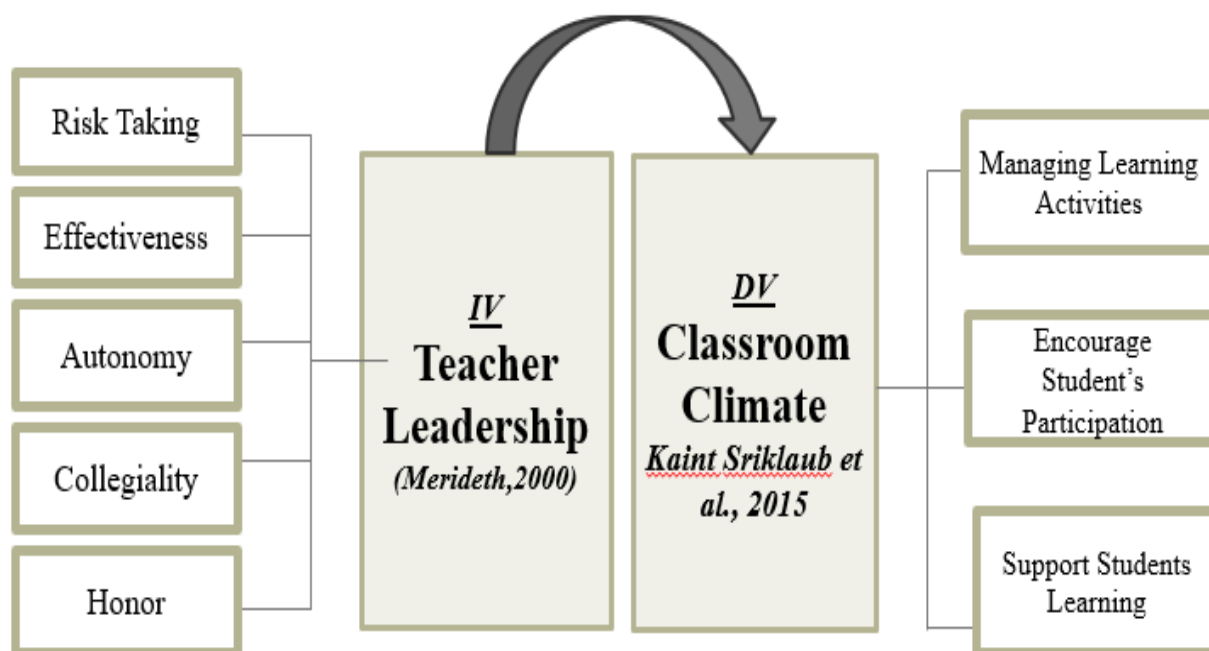 Risk Taking
Effectiveness
Autonomy
Collegiality
Honor
IV
Teacher
Leadership
(Merideth,2000)
DV
Classroom
Climate
Kaint Sriklaub et
al., 2015
Managing Learning
Activities
Encourage
Student’s
Participation
Support Students
Learning